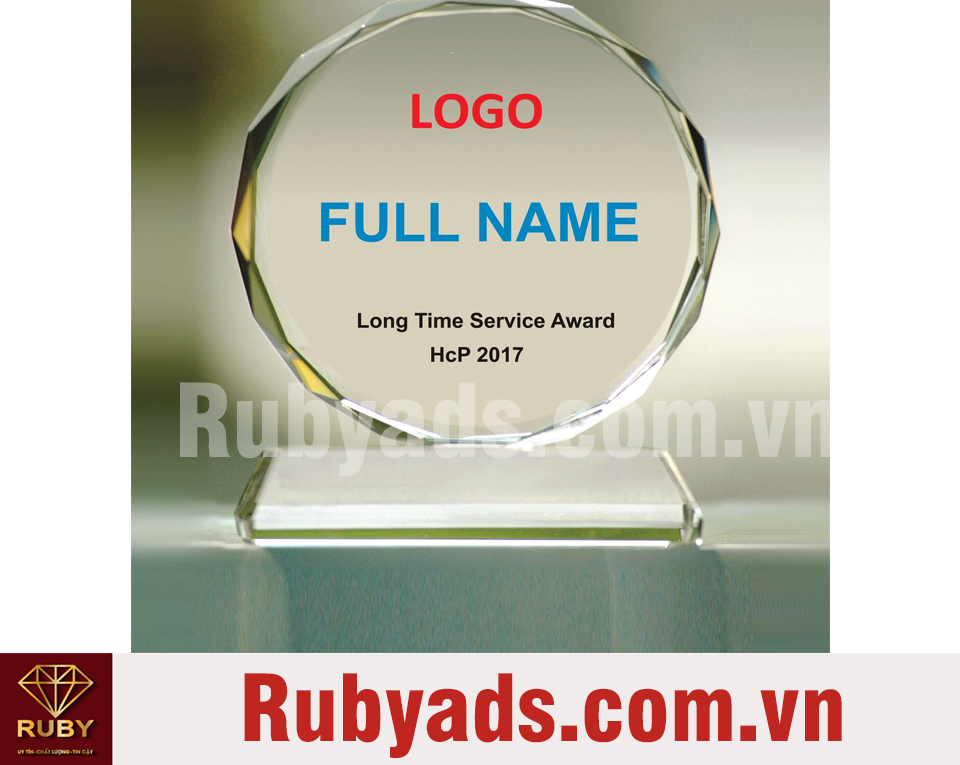 LOGO
FULL NAME
Long Time Service Award
HcP 2017
Rubyads.com.vn
RUBY
UY TÍN - CHẤT LƯỢNG - TIN CẬY
Rubyads.com.vn